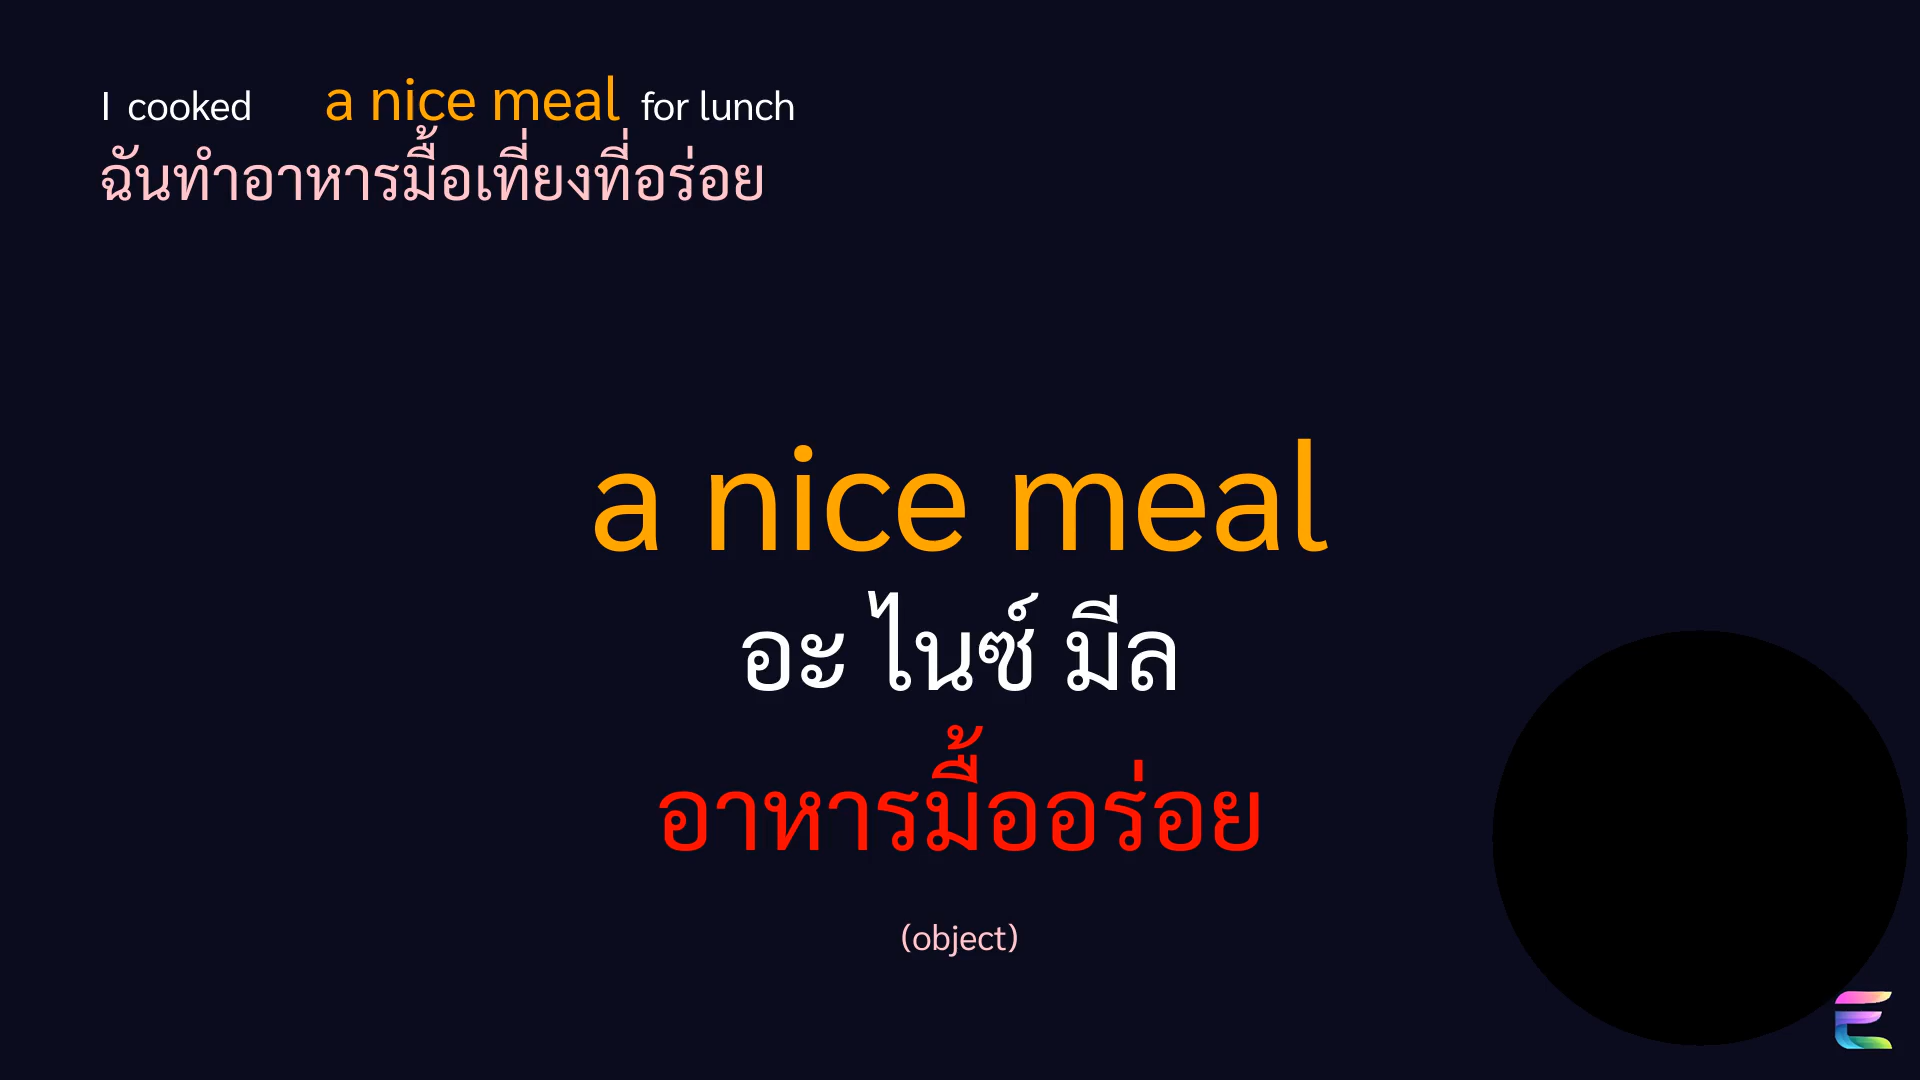 I cooked a nice meal for lunch
ฉันทำอาหารมื้อเที่ยงที่อร่อย
a nice meal
อะ ไนซ์ มีล
อาหารมื้ออร่อย
(object)